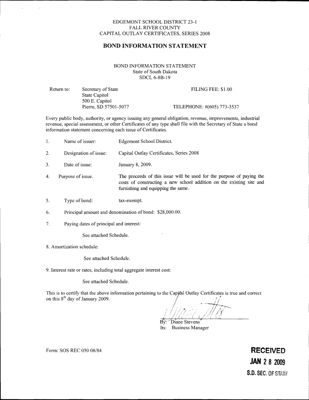 EDGEMONT SCHOOL DISTRICT 23-1
FALL RIVER COUNTY
CAPITAL OUTLAY CERTIFICATES, SERIES 2008
BOND INFORMATION STATEMENT
BOND INFORMATION STATEMENT
State of South Dakota
SDCL 6-8B-19
Return to: Secretary of State FILING FEE: $1.00
State Capitol
500 E. Capitol
Pierre, SD 57501-5077 TELEPHONE: #(605) 773-3537
Every public body, authority, or agency issuing any general obligation, revenue, improvements, industrial
revenue, special assessment, or other Certificates of any type shall file with the Secretary of State a bond
information statement concerning each issue of Certificates.
1. Name of issuer: Edgemont School District.
2. Designation of issue: Capital Outlay Certificates, Series 2008
3. Date of issue: January 8, 2009.
4. Purpose of issue: The proceeds of this issue will be used for the purpose of paying the
costs of constructing a new school addition on the existing site and
furnishing and equipping the same.
5. Type of bond: tax-exempt.
6. Principal amount and denomination of bond: $28,000.00.
7. Paying dates of principal and interest:
See attached Schedule.
8. Amortization schedule:
See attached Schedule.
9. Interest rate or rates, including total aggregate interest cost:
See attached Schedule.
This is to certify that the above information pertaining to the Capital Outlay Certificates is true and correct
on this 8th day of January 2009.
By: Duane Stevens
Its: Business Manager
Form: SOS REC 050 08/84
RECEIVED
JAN 28 2009
S.D. SEC. OF STATE